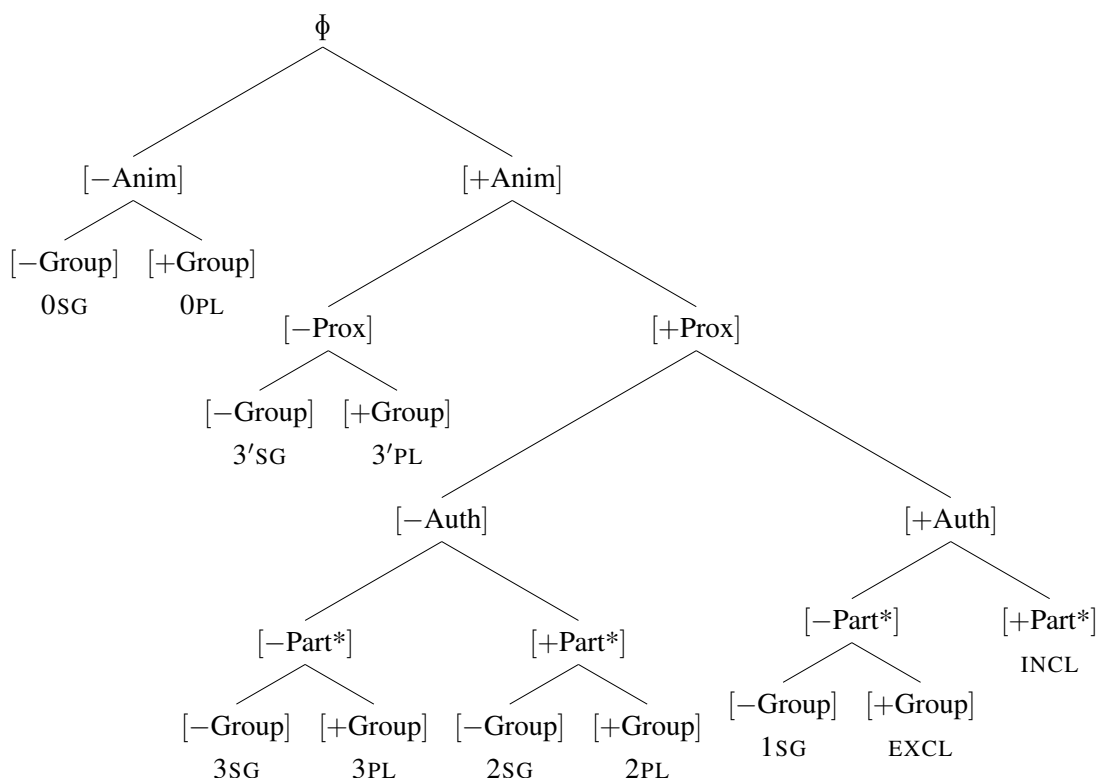 ϕ
[−Anim] [+Anim]
[−Group] [+Group]
0SG 0PL
[−Prox] [+Prox]
[−Group] [+Group]
3′SG 3′PL
[−Auth] [+Auth]
[−Part*] [+Part*] [−Part*] [+Part*]
INCL
[−Group] [+Group] [−Group] [+Group] [−Group] [+Group]
3SG 3PL 2SG 2PL 1SG EXCL